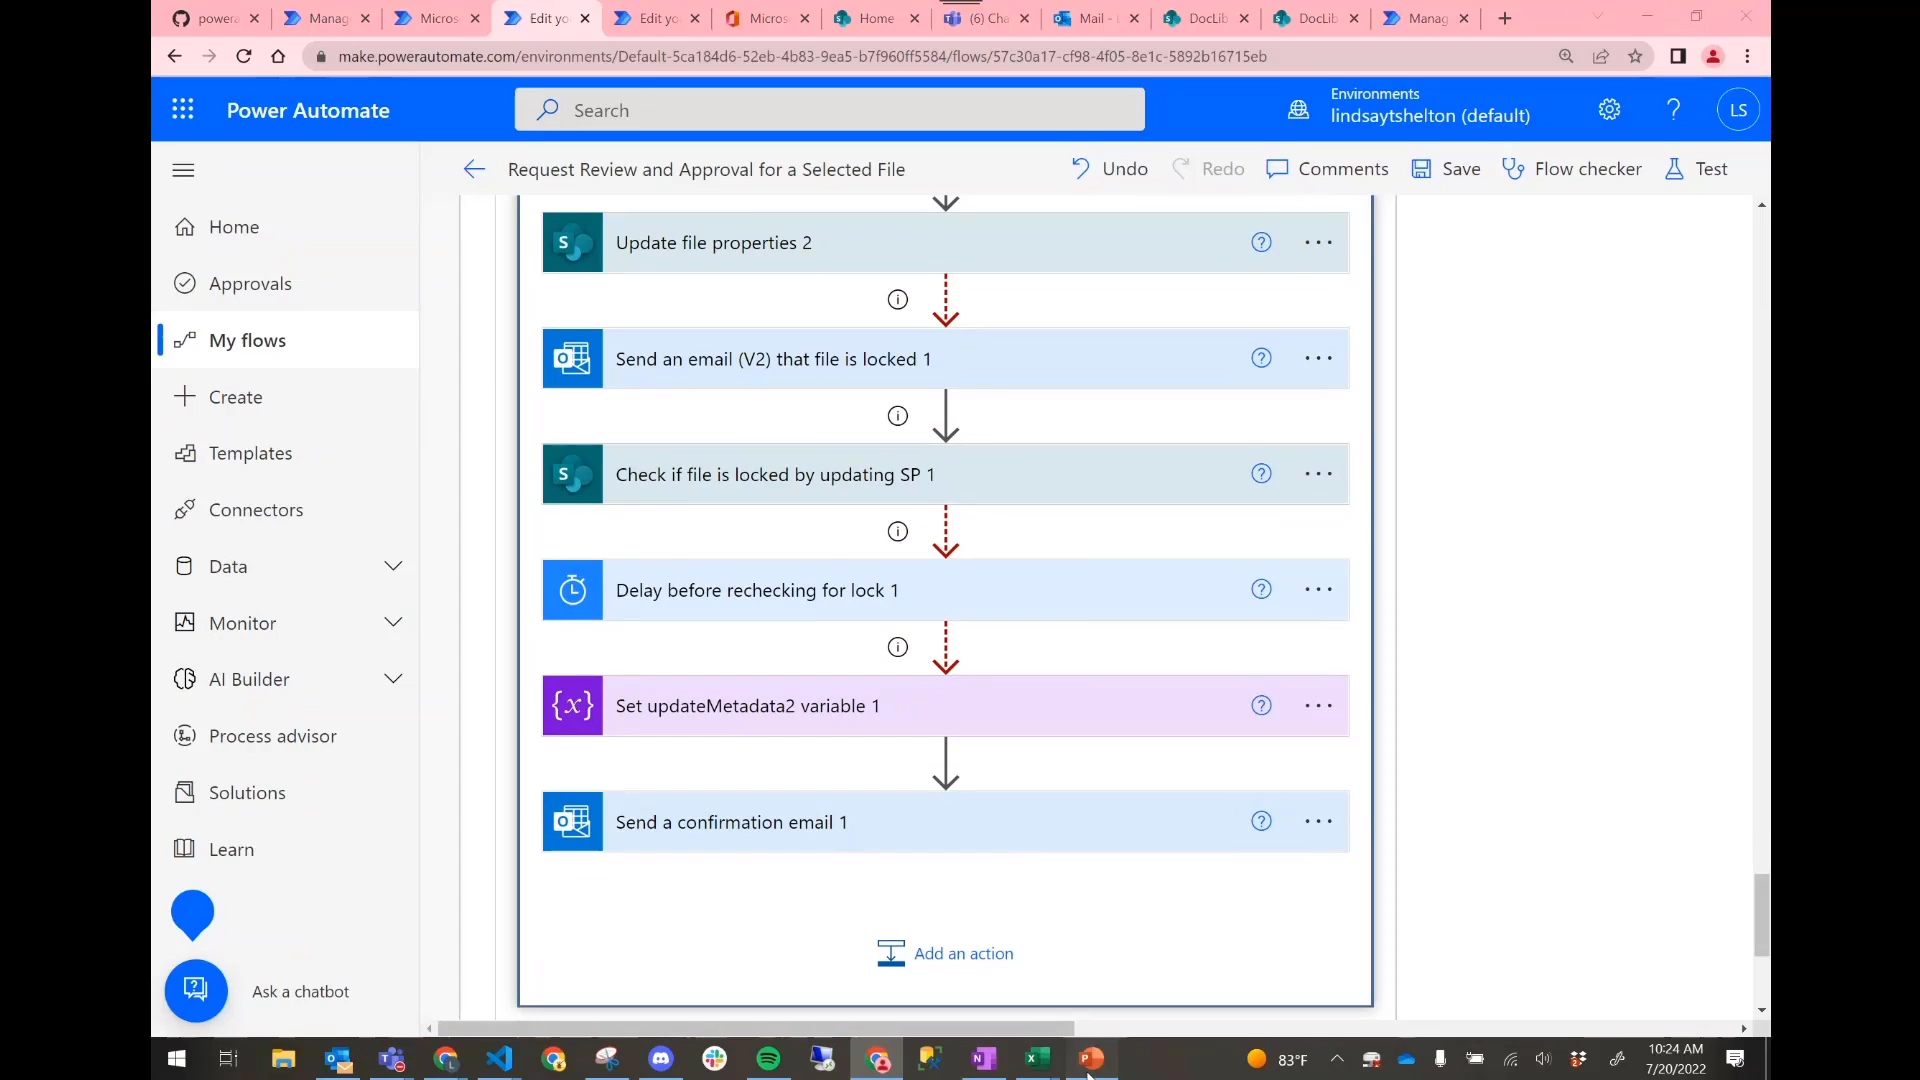 powera
Manag
Micros
Edit yo
Edit yo
Micros
Home
(6) Cha
Mail -
DocLib
DocLib
Manag
make.powerautomate.com/environments/Default-5ca184d6-52eb-4b83-9ea5-b7f960ff5584/flows/57c30a17-cf98-4f05-8e1c-5892b16715eb
Power Automate
Search
Environments
lindsaytshelton (default)
LS
Request Review and Approval for a Selected File
Undo
Redo
Comments
Save
Flow checker
Test
Home
Approvals
My flows
Create
Templates
Connectors
Data
Monitor
AI Builder
Process advisor
Solutions
Learn
Ask a chatbot
Update file properties 2
Send an email (V2) that file is locked 1
Check if file is locked by updating SP 1
Delay before rechecking for lock 1
{x} Set updateMetadata2 variable 1
Send a confirmation email 1
Add an action
83°F
10:24 AM
7/20/2022